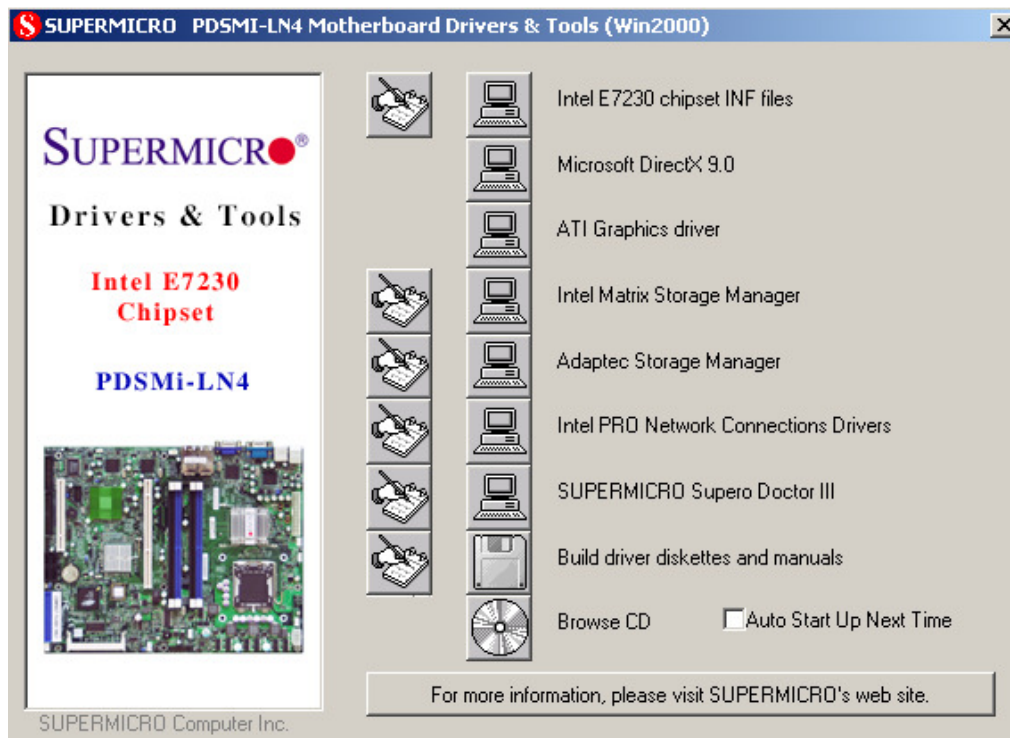 SUPERMICRO PDSMI-LN4 Motherboard Drivers & Tools (Win2000)
SUPERMICRO®
Drivers & Tools
Intel E7230
Chipset
PDSMi-LN4
Intel E7230 chipset INF files
Microsoft DirectX 9.0
ATI Graphics driver
Intel Matrix Storage Manager
Adaptec Storage Manager
Intel PRO Network Connections Drivers
SUPERMICRO Supero Doctor III
Build driver diskettes and manuals
Browse CD
Auto Start Up Next Time
For more information, please visit SUPERMICRO's web site.
SUPERMICRO Computer Inc.